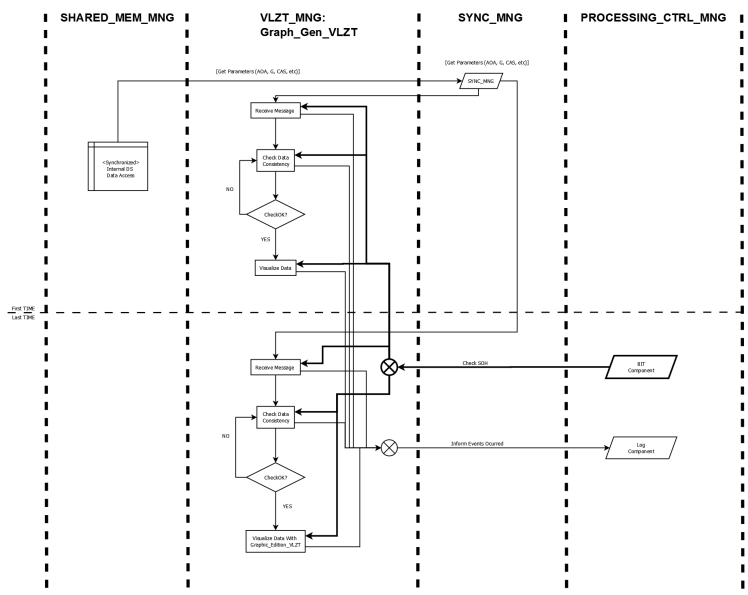 SHARED_MEM_MNG
VLZT_MNG:
Graph_Gen_VLZT
SYNC_MNG
PROCESSING_CTRL_MNG
[Get Parameters (AOA, G, CAS, etc)]
[Get Parameters (AOA, G, CAS, etc)]
SYNC_MNG
Receive Message
<Synchronized>
Internal DS
Data Access
Check Data
Consistency
NO
CheckOK?
YES
Visualize Data
First TIME
Last TIME
Receive Message
Check SOH
BIT
Component
Check Data
Consistency
NO
Inform Events Ocurred
Log
Component
CheckOK?
YES
Visualize Data With
Graphic_Edition_VLZT